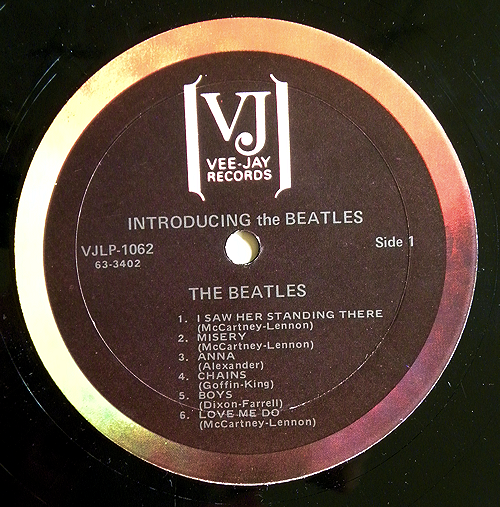 VJ
VEE-JAY
RECORDS
INTRODUCING the BEATLES
VJLP-1062
Side 1
63-3402
THE BEATLES
1. I SAW HER STANDING THERE
(McCartney-Lennon)
2. MISERY
(McCartney-Lennon)
3. ANNA
(Alexander)
4. CHAINS
(Goffin-King)
5. BOYS
(Dixon-Farrell)
6. LOVE ME DO
(McCartney-Lennon)